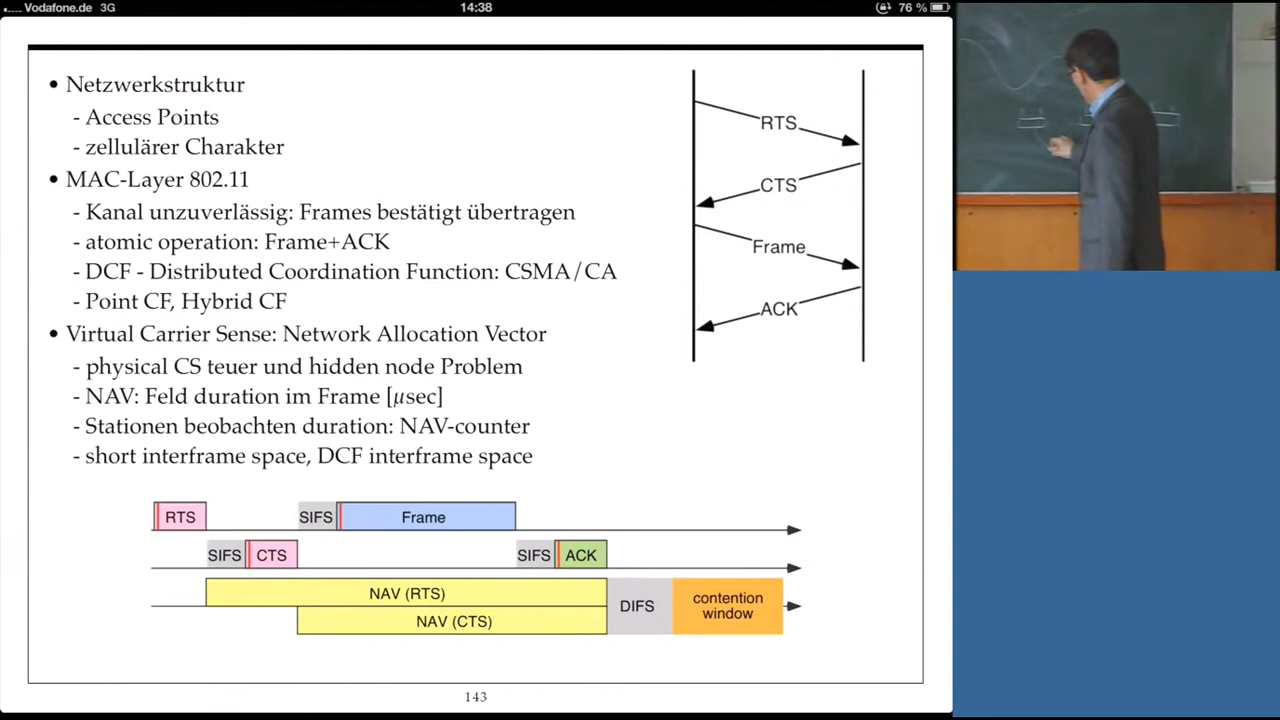 Vodafone.de 3G 14:38 76 %
• Netzwerkstruktur
- Access Points
- zellulärer Charakter
• MAC-Layer 802.11
- Kanal unzuverlässig: Frames bestätigt übertragen
- atomic operation: Frame+ACK
- DCF - Distributed Coordination Function: CSMA/CA
- Point CF, Hybrid CF
• Virtual Carrier Sense: Network Allocation Vector
- physical CS teuer und hidden node Problem
- NAV: Feld duration im Frame [μsec]
- Stationen beobachten duration: NAV-counter
- short interframe space, DCF interframe space
RTS
CTS
Frame
ACK
RTS SIFS Frame
SIFS CTS SIFS ACK
NAV (RTS)
NAV (CTS)
DIFS
contention
window
143